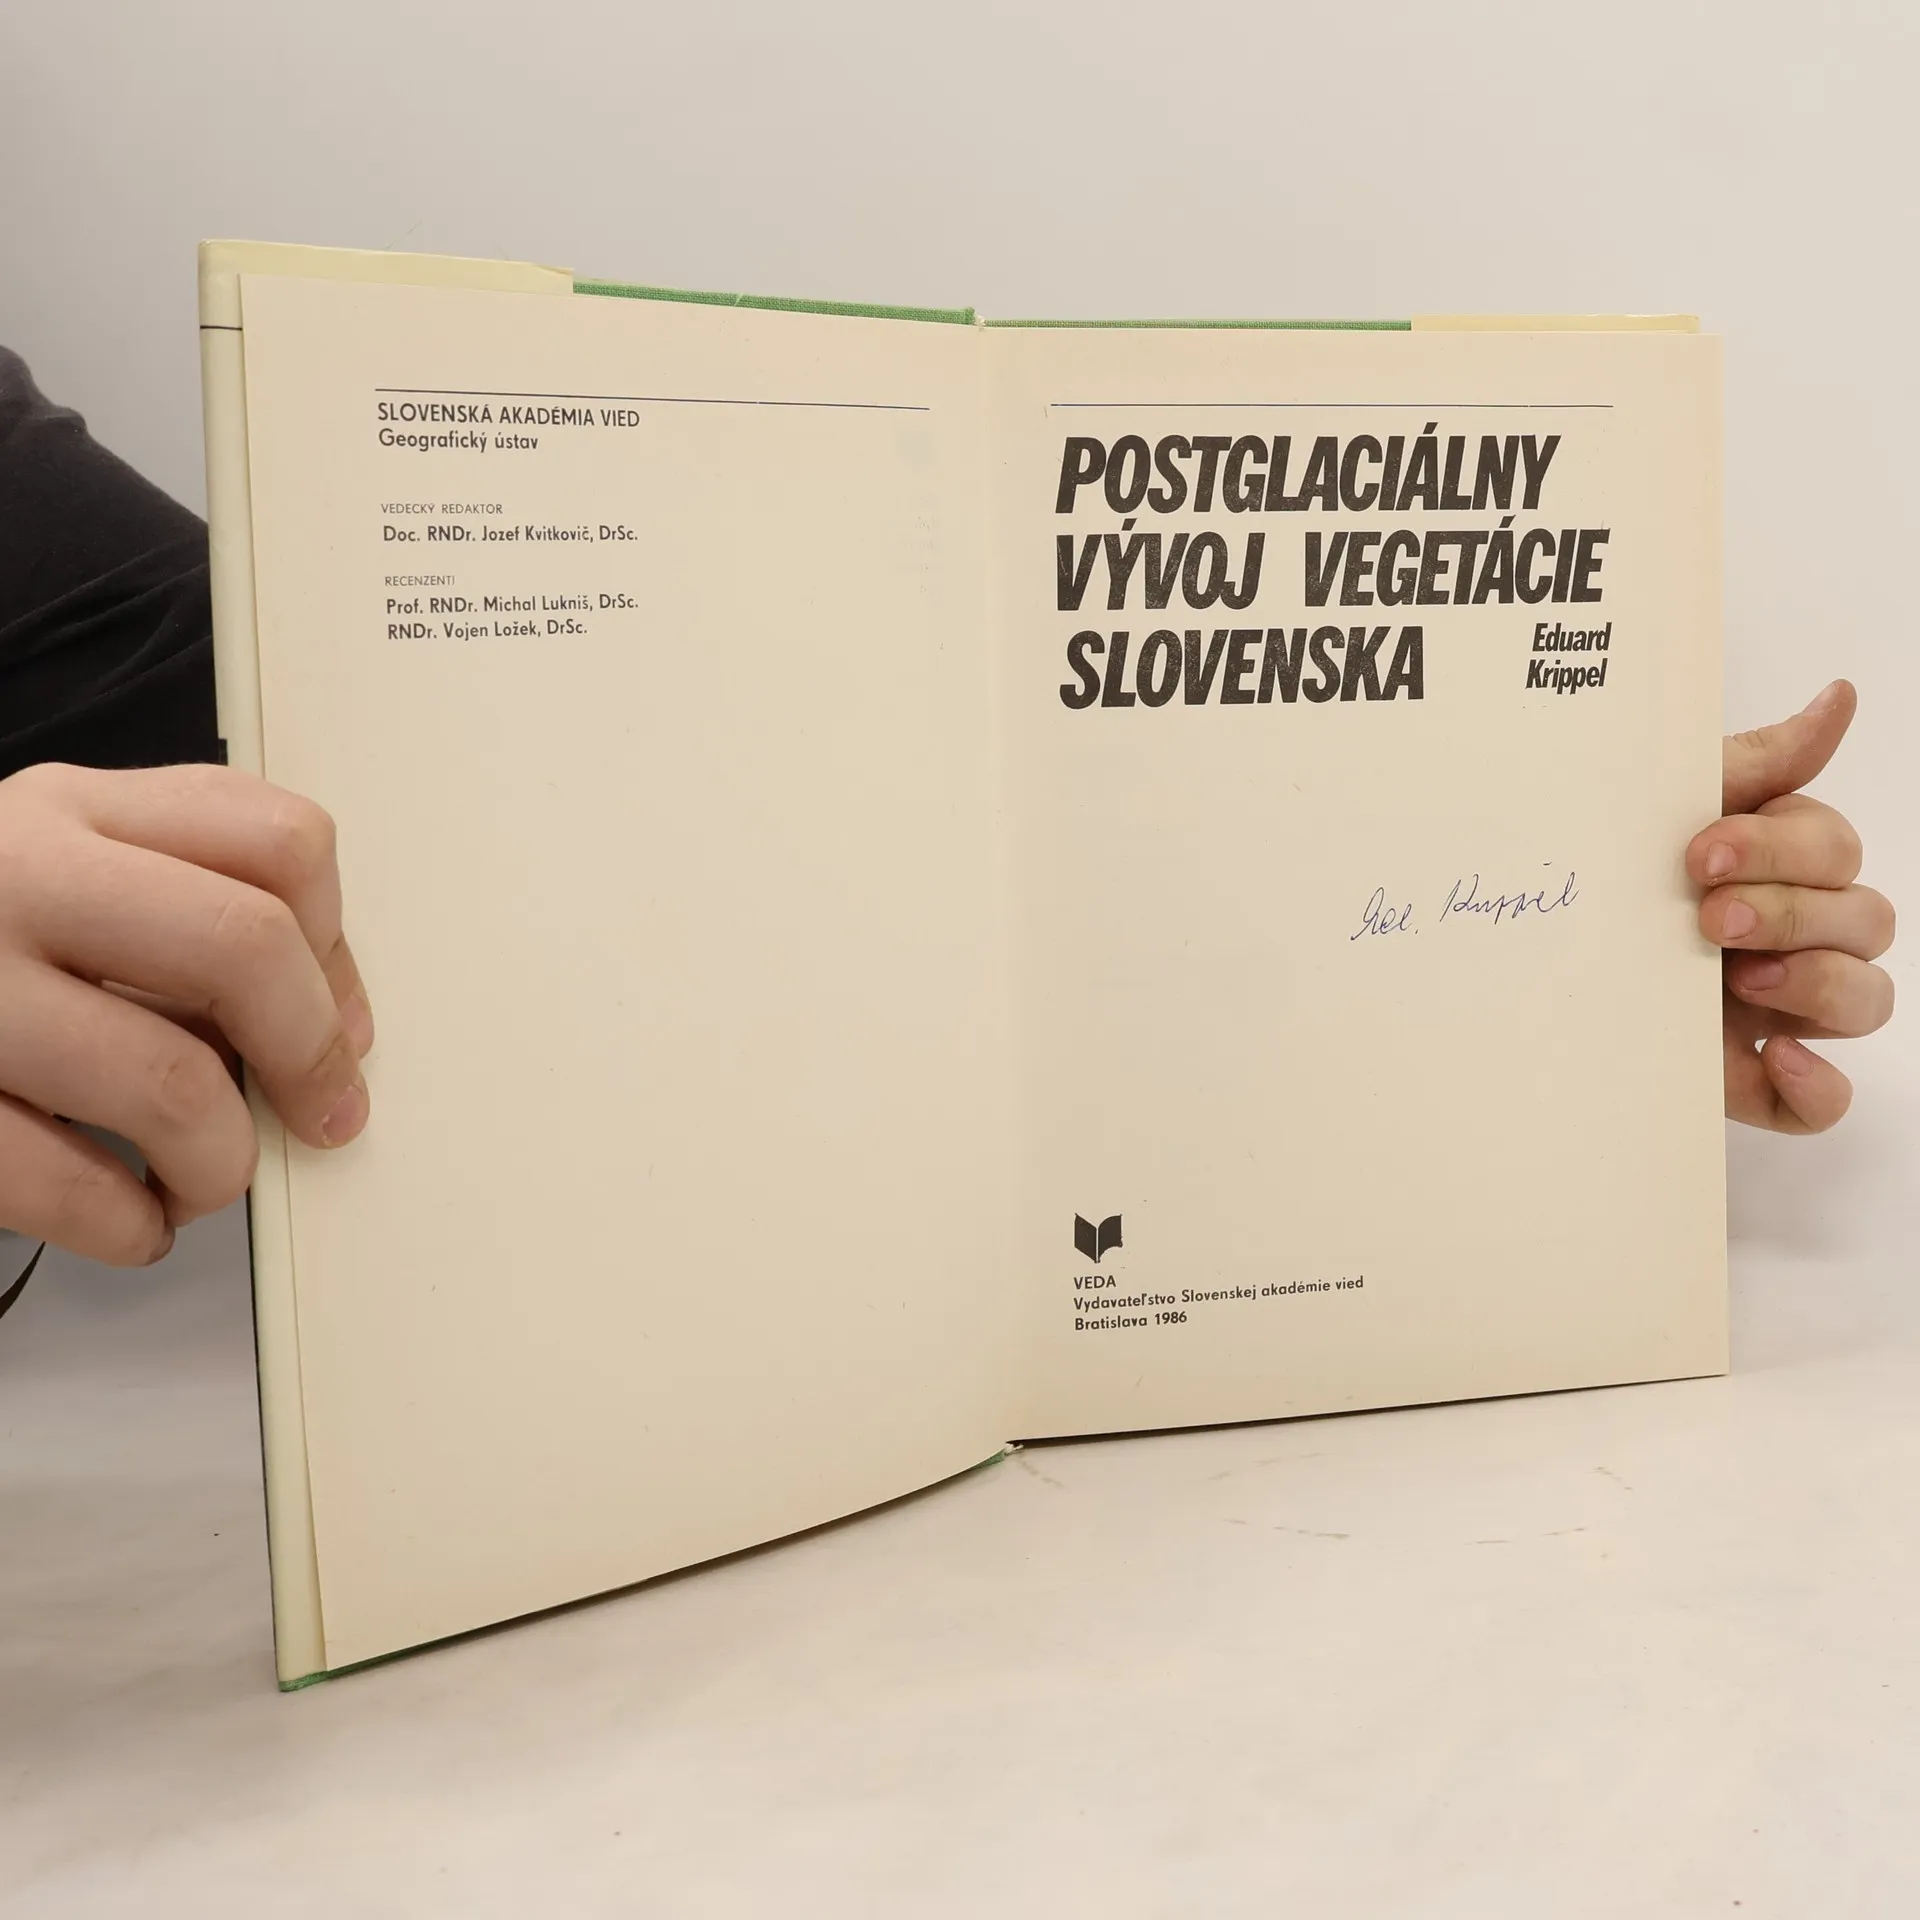 SLOVENSKÁ AKADÉMIA VIED
Geografický ústav
VEDECKÝ REDAKTOR
Doc. RNDr. Jozef Kvitkovič, DrSc.
RECENZENTI
Prof. RNDr. Michal Lukniš, DrSc.
RNDr. Vojen Ložek, DrSc.
POSTGLACIÁLNY
VÝVOJ VEGETÁCIE
SLOVENSKA
Eduard
Krippel
Krippel
VEDA
Vydavateľstvo Slovenskej akadémie vied
Bratislava 1986